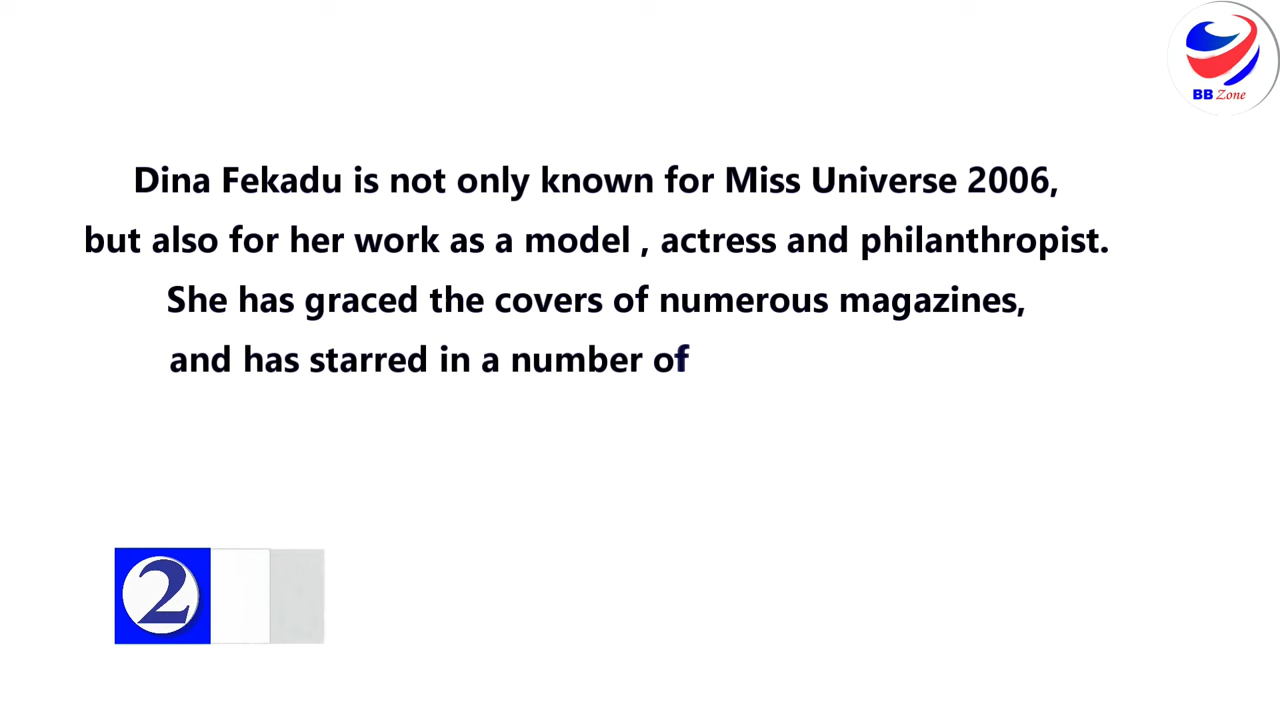 BB Zone
Dina Fekadu is not only known for Miss Universe 2006,
but also for her work as a model , actress and philanthropist.
She has graced the covers of numerous magazines,
and has starred in a number of
2